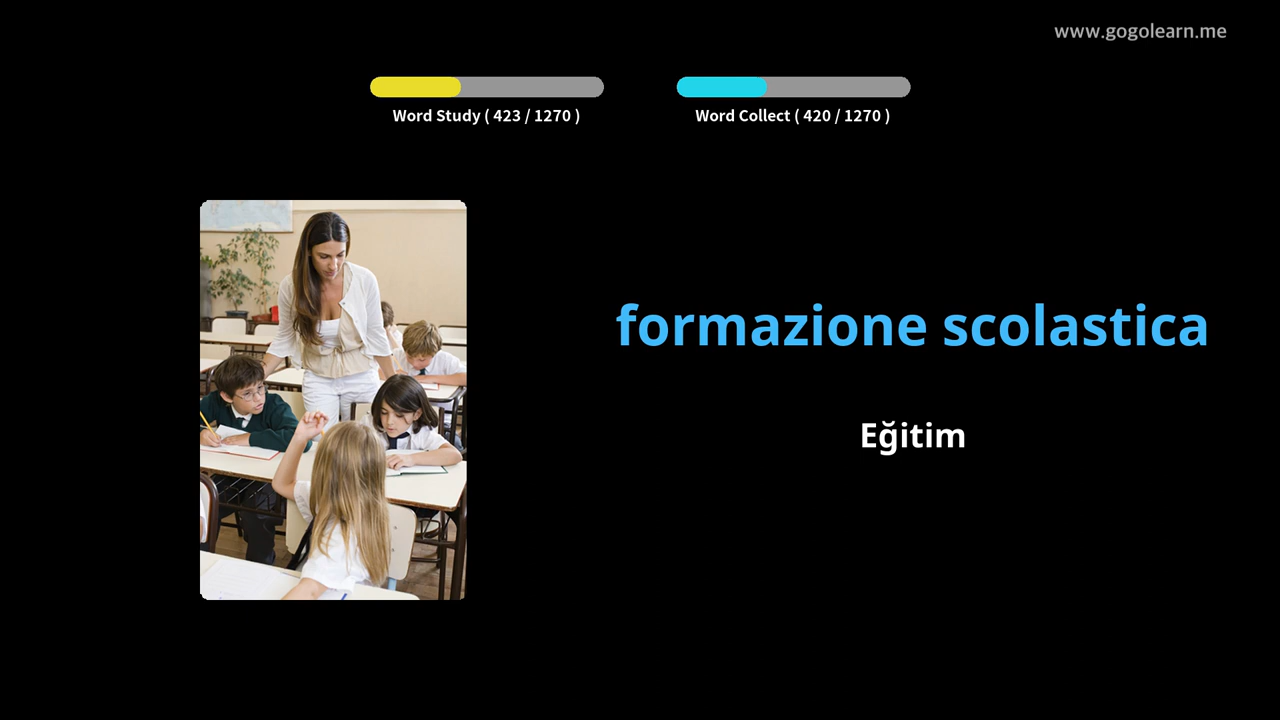 www.gogolearn.me
Word Study ( 423 / 1270 )
Word Collect ( 420 / 1270 )
formazione scolastica
Eğitim